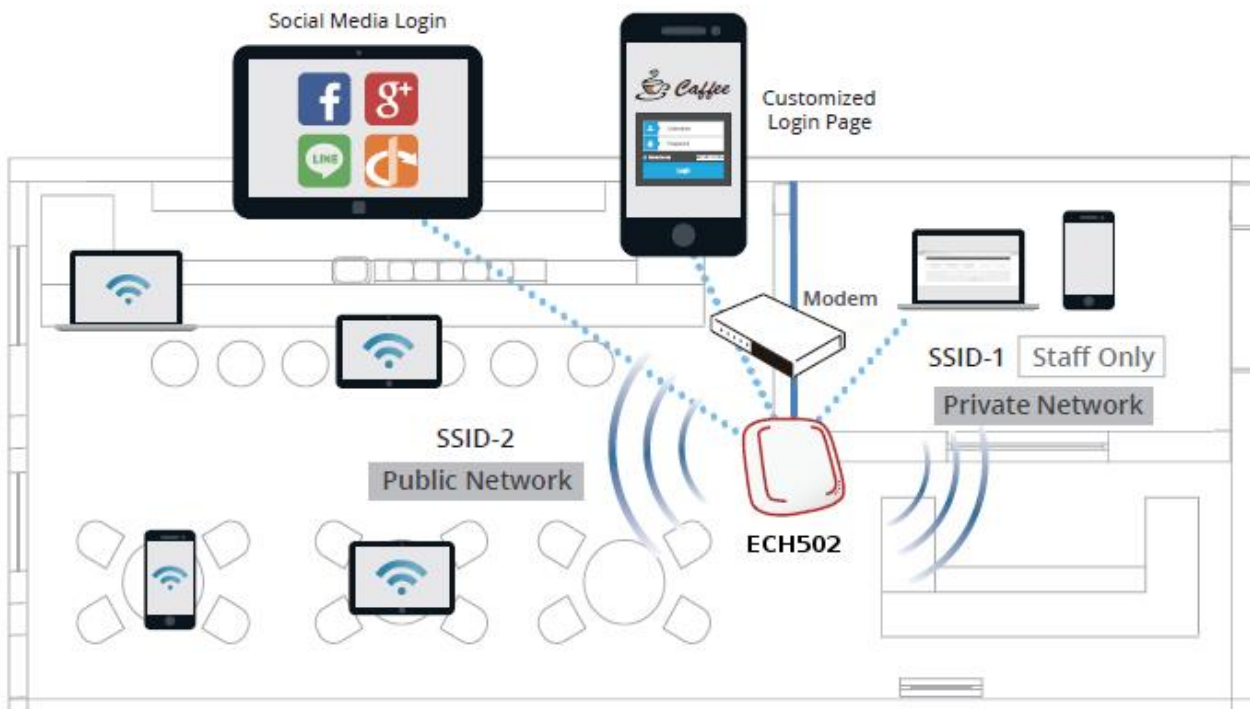 Social Media Login
f
g+
LINE
Caffee
Customized
Login Page
Login
Modem
SSID-1 Staff Only
Private Network
SSID-2
Public Network
ECH502